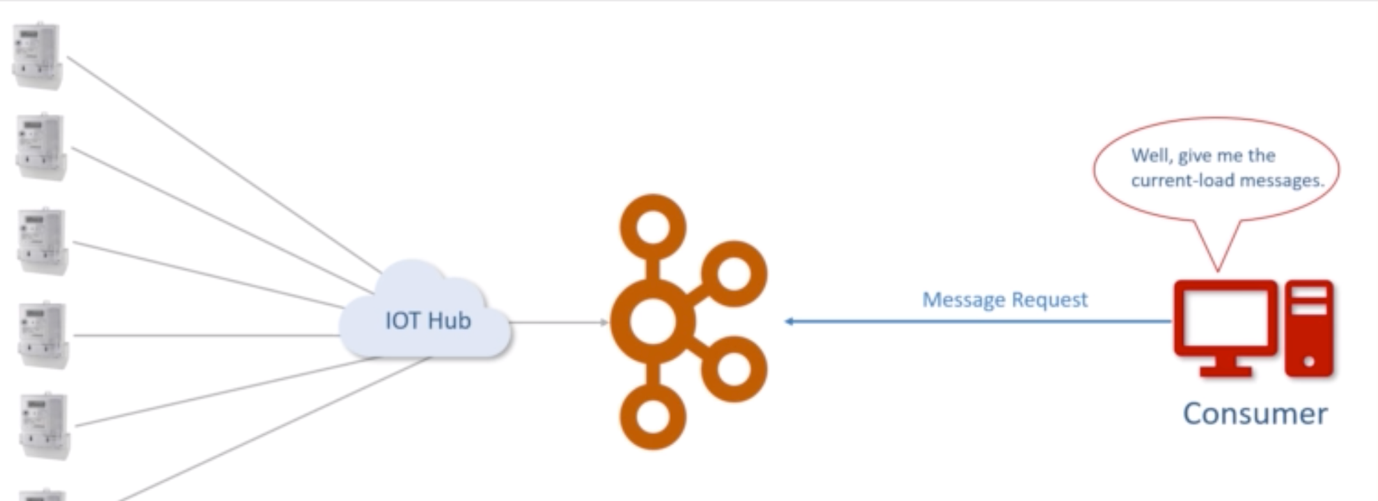 Well, give me the
current-load messages.
Message Request
IOT Hub
Consumer